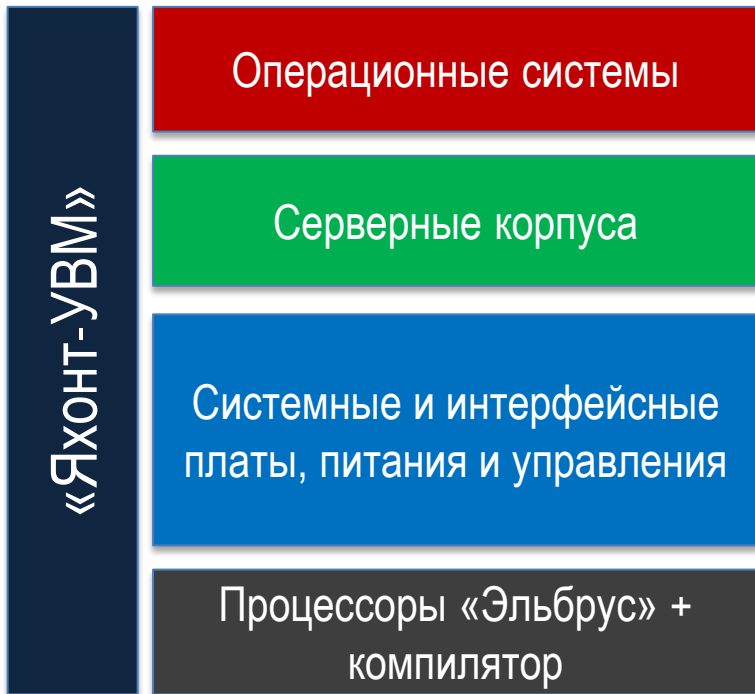 «Яхонт-УВМ»
Операционные системы
Серверные корпуса
Системные и интерфейсные
платы, питания и управления
Процессоры «Эльбрус» +
компилятор